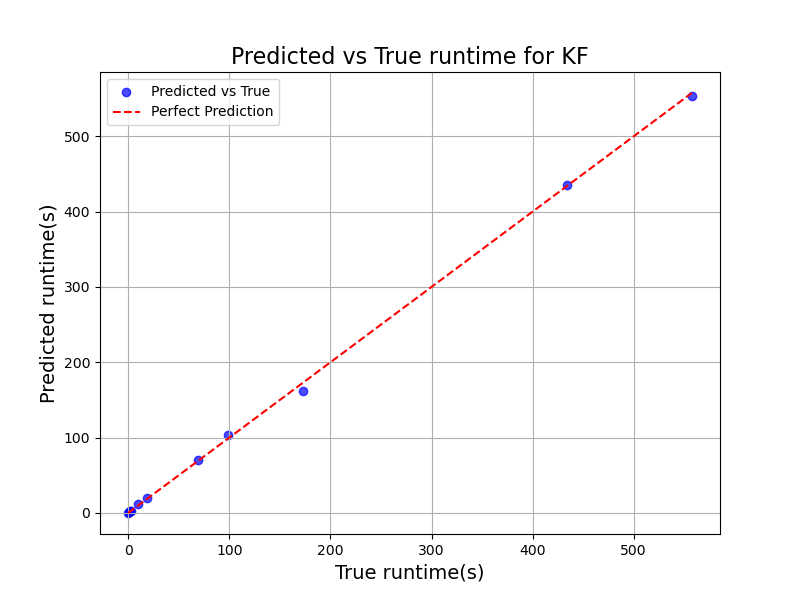 Predicted vs True runtime for KF
Predicted vs True
Perfect Prediction
Predicted runtime(s)
500
400
300
200
100
0
0 100 200 300 400 500
True runtime(s)